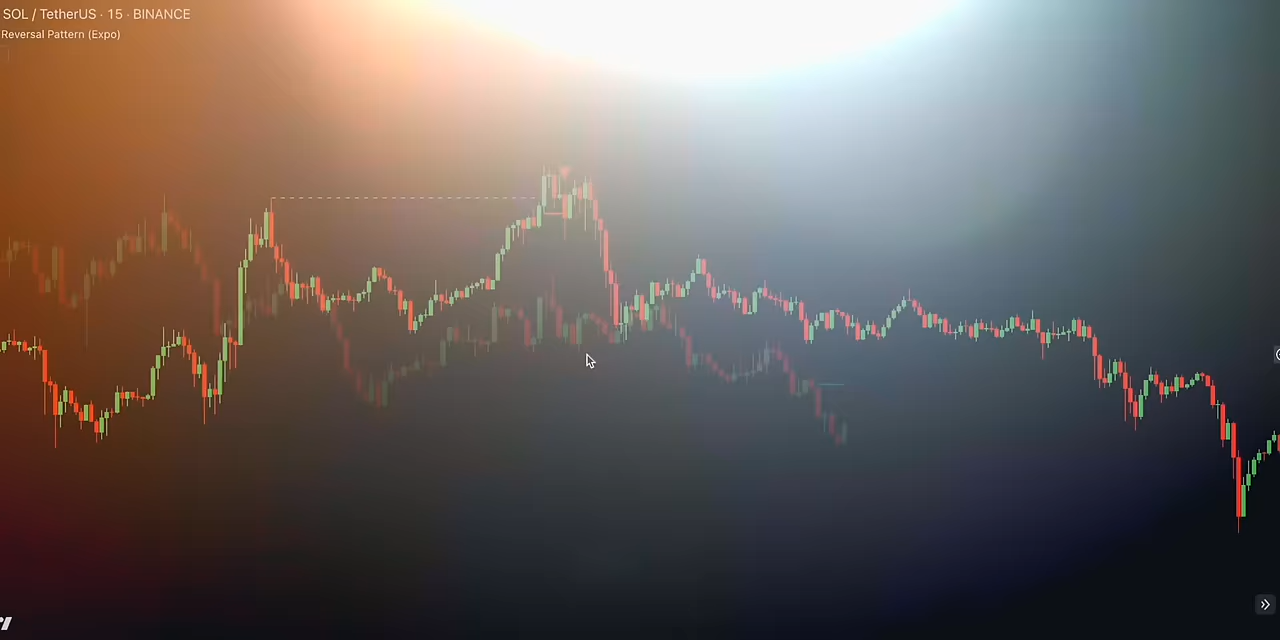 SOL / TetherUS · 15 · BINANCE
Reversal Pattern (Expo)